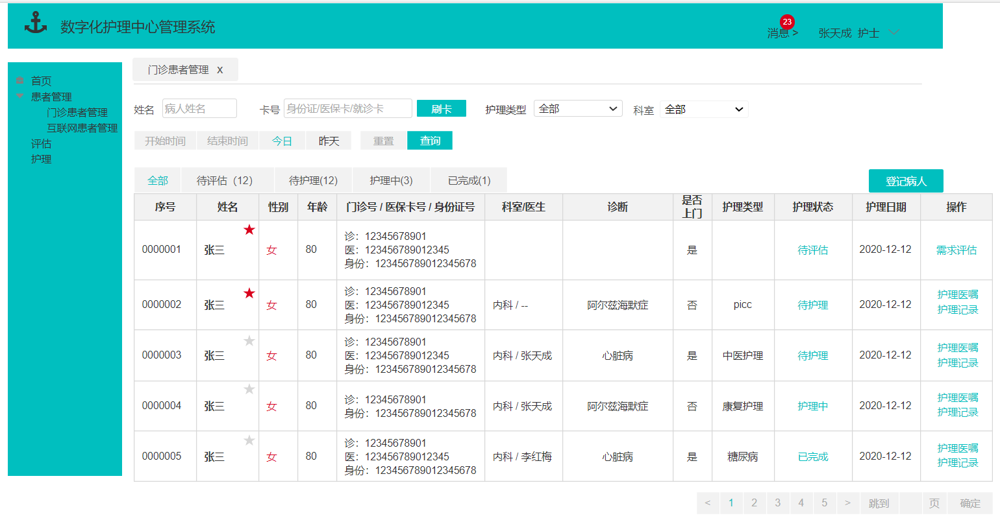 数字化护理中心管理系统
23
消息 >
张天成 护士
首页
患者管理
门诊患者管理
互联网患者管理
评估
护理
门诊患者管理 x
姓名 病人姓名 卡号 身份证/医保卡/就诊卡 刷卡 护理类型 全部 科室 全部
开始时间 结束时间 今日 昨天 重置 查询
全部 待评估（12） 待护理(12) 护理中(3) 已完成(1)
登记病人
序号 姓名 性别 年龄 门诊号 / 医保卡号 / 身份证号 科室/医生 诊断 是否上门 护理类型 护理状态 护理日期 操作
0000001 张三 女 80
诊：12345678901
医：123456789012345
身份：123456789012345678
是 待评估 2020-12-12 需求评估
0000002 张三 女 80
诊：12345678901
医：123456789012345
身份：123456789012345678
内科 / -- 阿尔兹海默症 否 picc 待护理 2020-12-12
护理医嘱
护理记录
0000003 张三 女 80
诊：12345678901
医：123456789012345
身份：123456789012345678
内科 / 张天成 心脏病 是 中医护理 待护理 2020-12-12
护理医嘱
护理记录
0000004 张三 女 80
诊：12345678901
身份：123456789012345678
内科 / 张天成 阿尔兹海默症 否 康复护理 护理中 2020-12-12
护理医嘱
护理记录
0000005 张三 女 80
诊：12345678901
医：123456789012345
身份：123456789012345678
内科 / 李红梅 心脏病 是 糖尿病 已完成 2020-12-12
护理医嘱
护理记录
< 1 2 3 4 5 > 跳到 页 确定